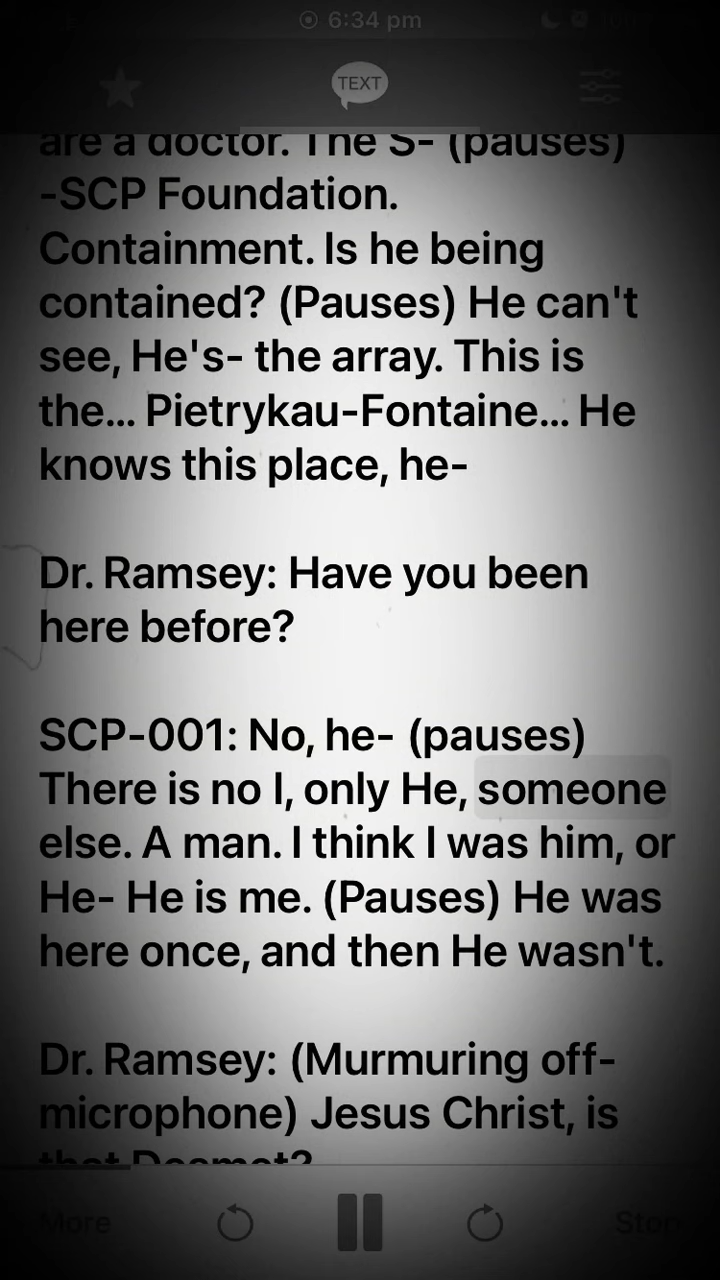 6:34 pm
TEXT
are a doctor. The S- (pauses)
-SCP Foundation.
Containment. Is he being
contained? (Pauses) He can't
see, He's- the array. This is
the... Pietrykau-Fontaine... He
knows this place, he-
Dr. Ramsey: Have you been
here before?
SCP-001: No, he- (pauses)
There is no I, only He, someone
else. A man. I think I was him, or
He- He is me. (Pauses) He was
here once, and then He wasn't.
Dr. Ramsey: (Murmuring off-
microphone) Jesus Christ, is
that Desmet?
More